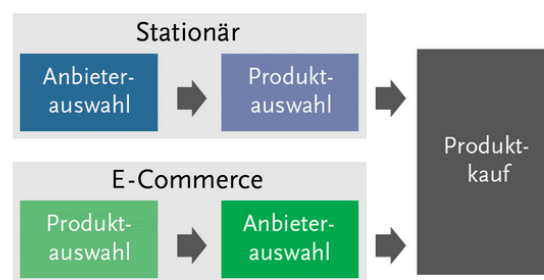 Stationär
Anbieter-
auswahl
Produkt-
auswahl
E-Commerce
Produkt-
auswahl
Anbieter-
auswahl
Produkt-
kauf